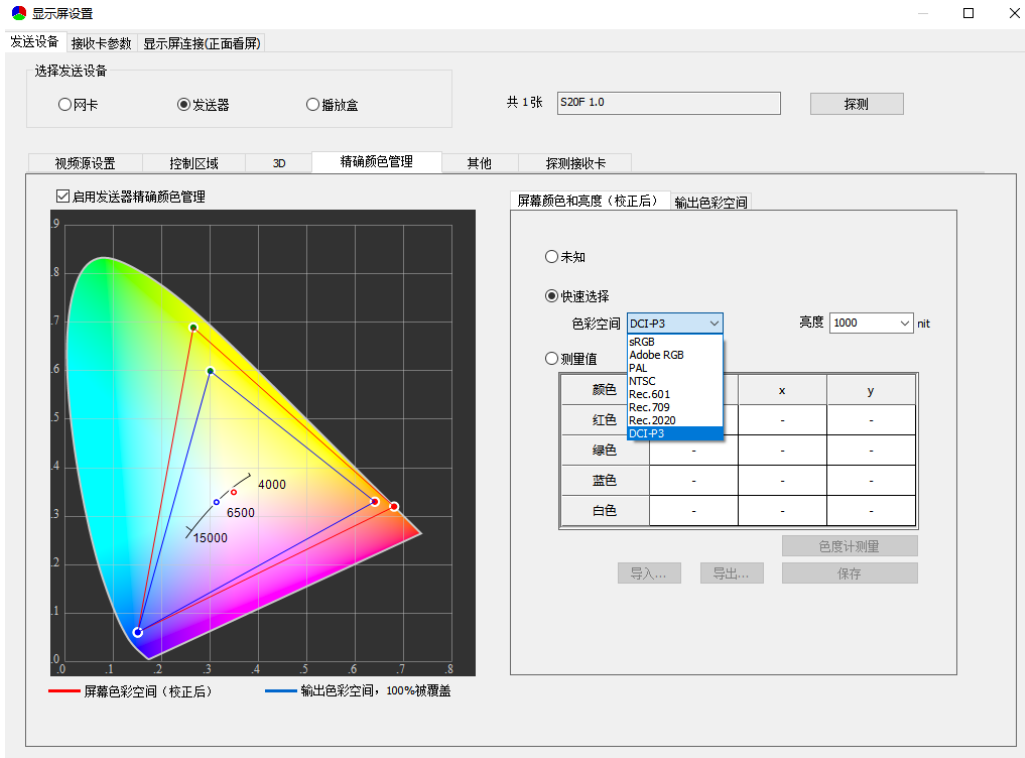 显示屏设置
发送设备 接收卡参数 显示屏连接(正面看屏)
选择发送设备
网卡 发送器 播放盒
共 1张 S20F 1.0 探测
视频源设置 控制区域 3D 精确颜色管理 其他 探测接收卡
启用发送器精确颜色管理
屏幕颜色和亮度（校正后） 输出色彩空间
.9
.8
.7
.6
.5
.4
.3
.2
.1
.0
.0 .1 .2 .3 .4 .5 .6 .7 .8
4000
6500
15000
屏幕色彩空间（校正后） 输出色彩空间，100%被覆盖
未知
快速选择
色彩空间 DCI-P3 亮度 1000 nit
sRGB
Adobe RGB
PAL
NTSC
Rec.601
Rec.709
Rec.2020
DCI-P3
测量值
颜色 x y
红色 - -
绿色 - - -
蓝色 - - -
白色 - - -
色度计测量
导入... 导出... 保存